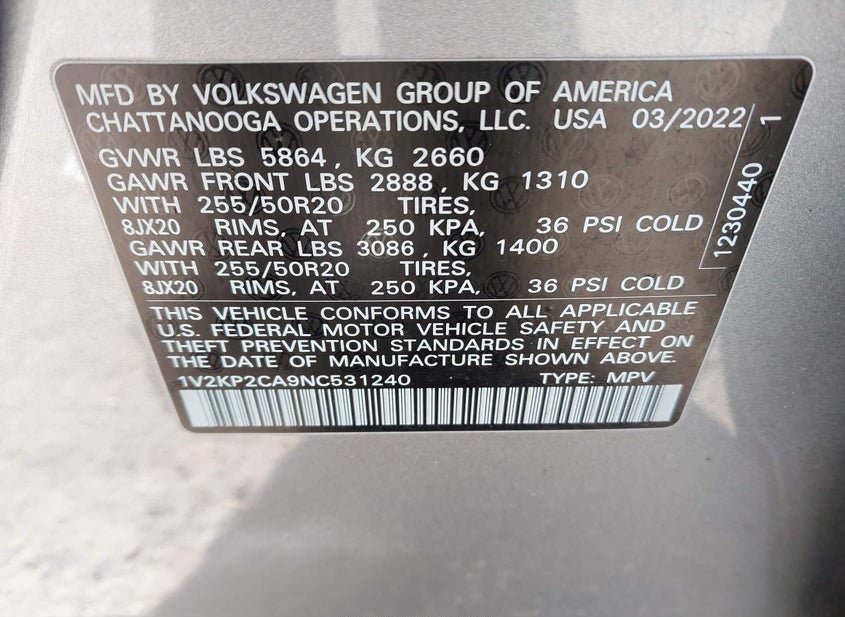 MFD BY VOLKSWAGEN GROUP OF AMERICA
CHATTANOOGA OPERATIONS, LLC. USA 03/2022
GVWR LBS 5864, KG 2660
GAWR FRONT LBS 2888, KG 1310
WITH 255/50R20 TIRES,
8JX20 RIMS, AT 250 KPA, 36 PSI COLD
GAWR REAR LBS 3086, KG 1400
WITH 255/50R20 TIRES,
8JX20 RIMS, AT 250 KPA, 36 PSI COLD
THIS VEHICLE CONFORMS TO ALL APPLICABLE
U.S. FEDERAL MOTOR VEHICLE SAFETY AND
THEFT PREVENTION STANDARDS IN EFFECT ON
THE DATE OF MANUFACTURE SHOWN ABOVE.
1V2KP2CA9NC531240 TYPE: MPV
1230440 1